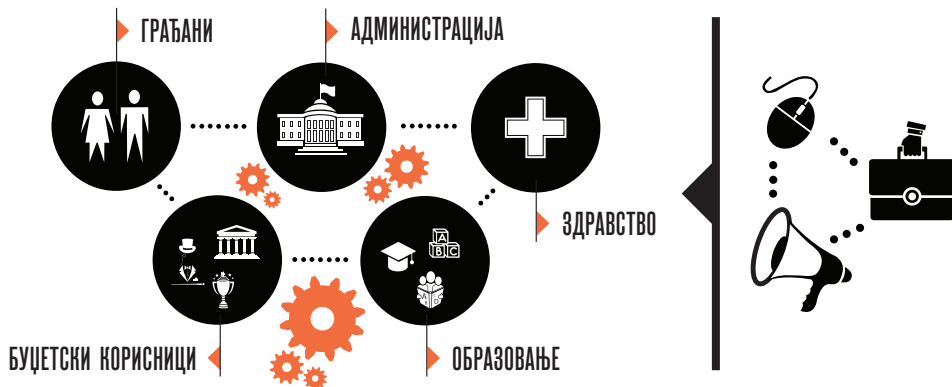 ГРАЂАНИ
АДМИНИСТРАЦИЈА
A
B C
ЗДРАВСТВО
БУЏЕТСКИ КОРИСНИЦИ
ОБРАЗОВАЊЕ